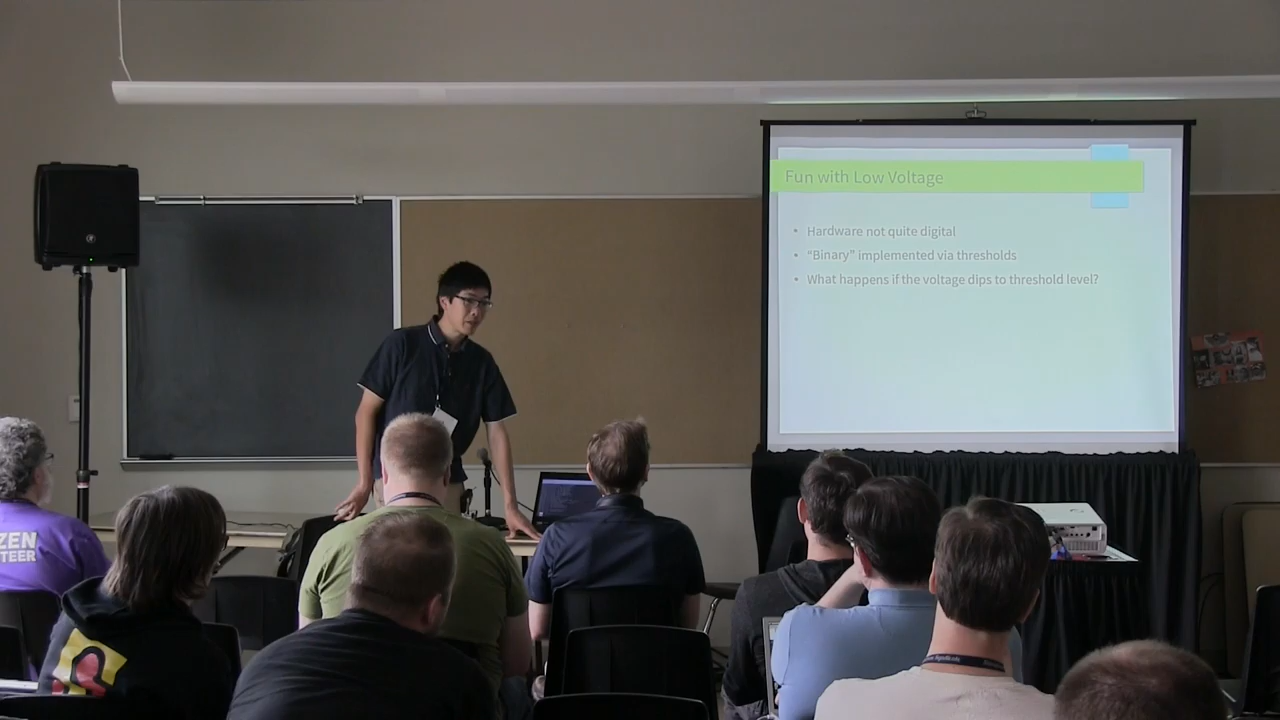 Fun with Low Voltage
• Hardware not quite digital
• “Binary” implemented via thresholds
• What happens if the voltage dips to threshold level?
ZEN
TEER